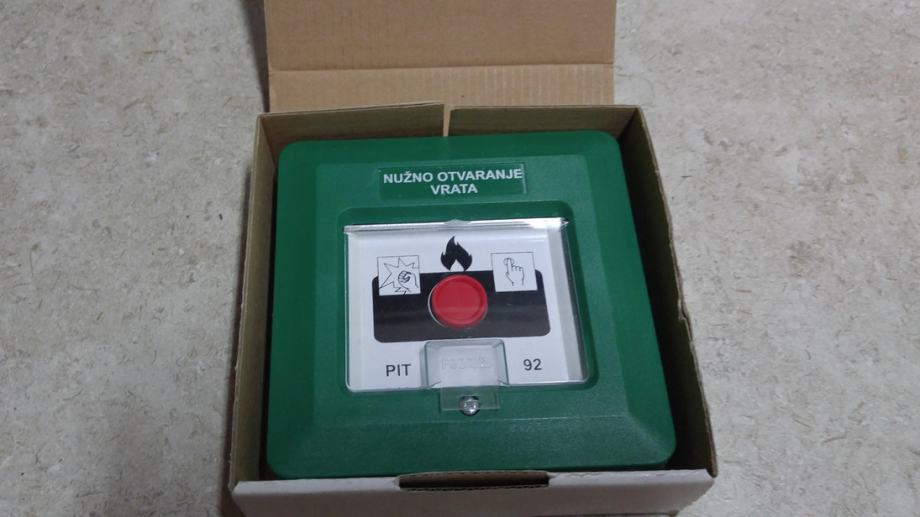 NUŽNO OTVARANJE
VRATA
PIT 92